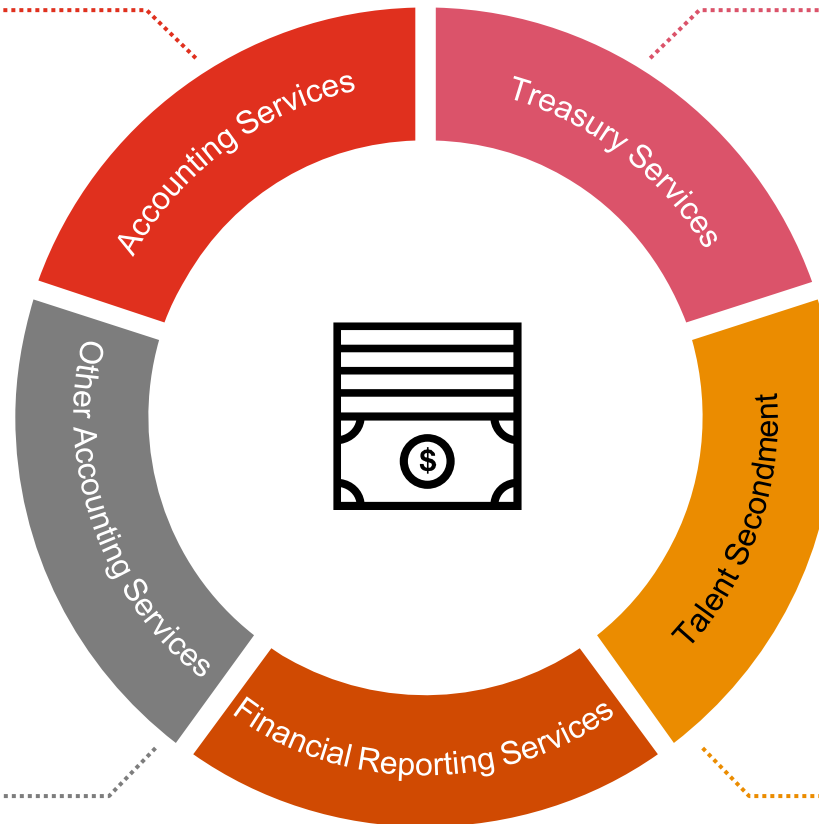 Accounting Services
Treasury Services
Talent Secondment
Financial Reporting Services
Other Accounting Services
$